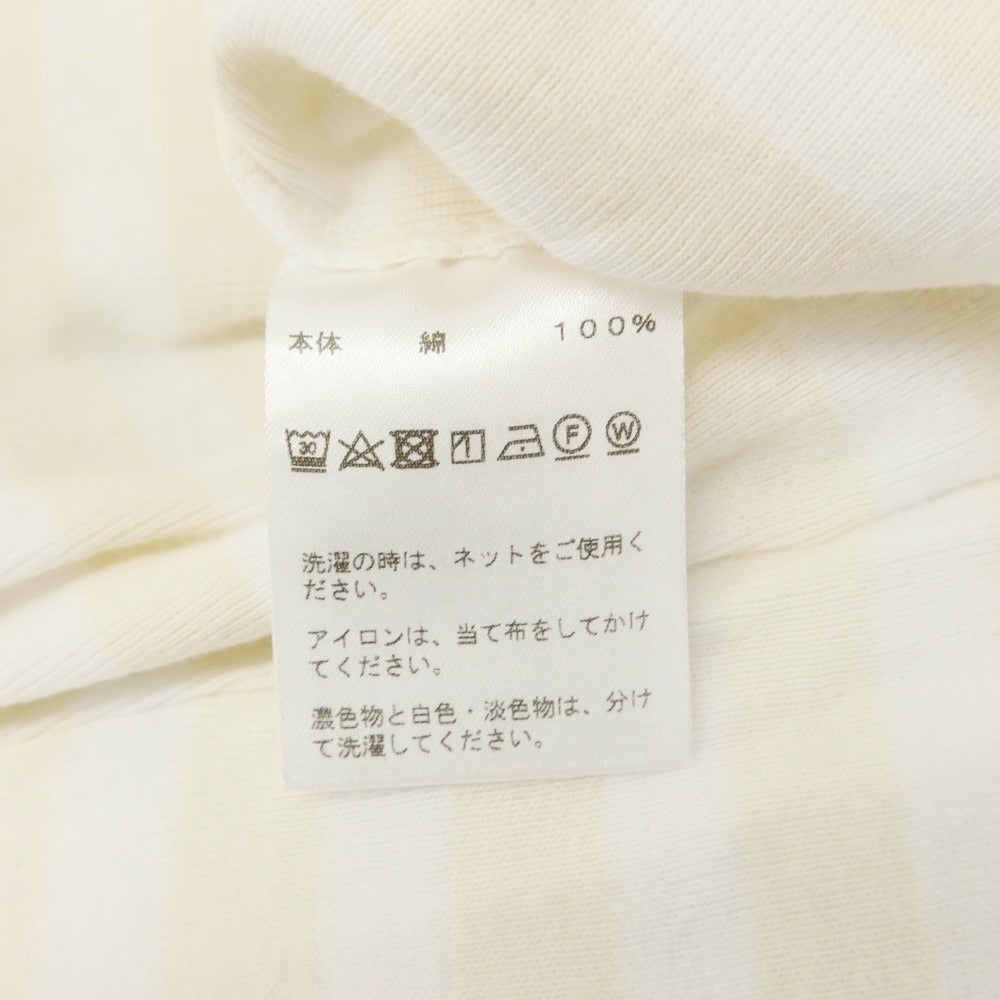 本体 綿 100%
30 F W
洗濯の時は、ネットをご使用く
ださい。
アイロンは、当て布をしてかけ
てください。
濃色物と白色・淡色物は、分け
て洗濯してください。